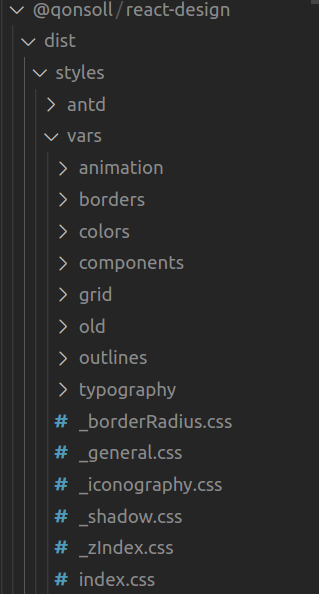 @qonsoll/react-design
dist
styles
antd
vars
animation
borders
colors
components
grid
old
outlines
typography
# _borderRadius.css
# _general.css
# _iconography.css
# _shadow.css
# _zIndex.css
# index.css